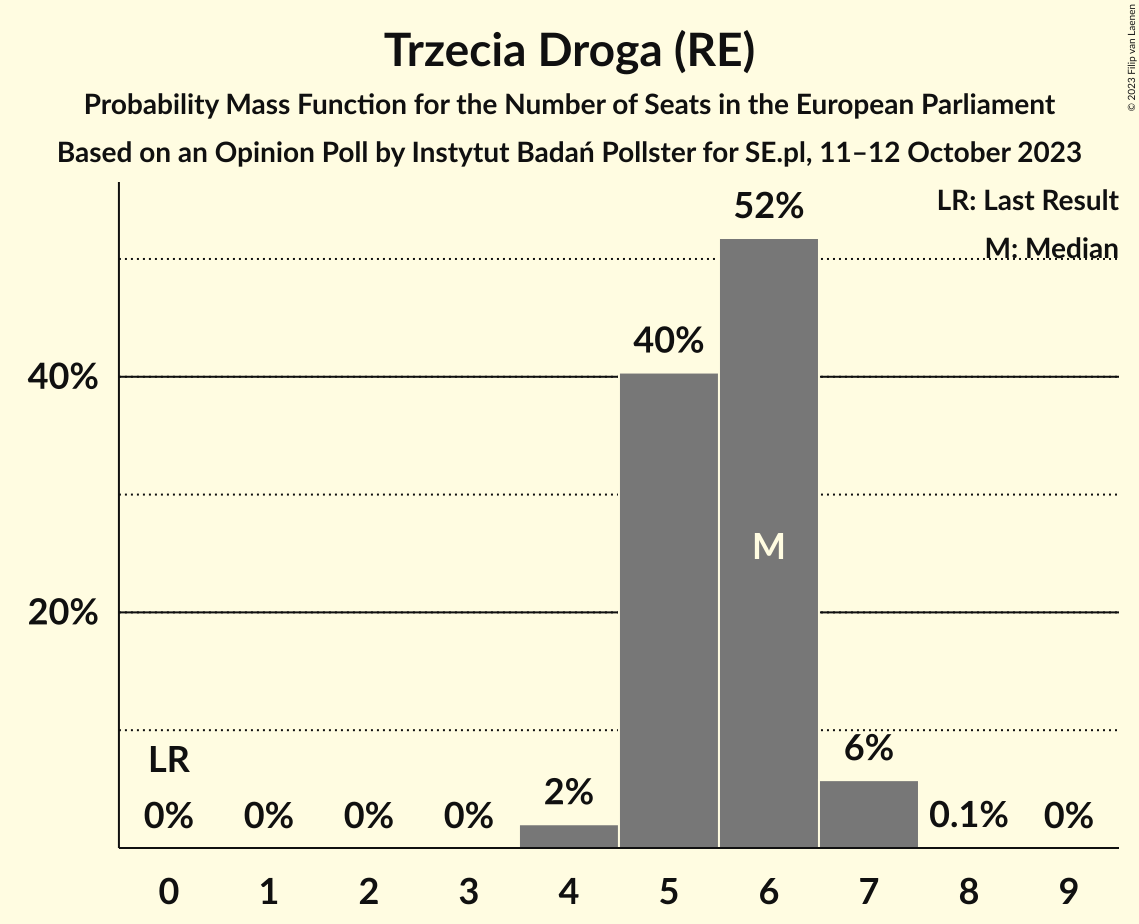 Trzecia Droga (RE)
Probability Mass Function for the Number of Seats in the European Parliament
Based on an Opinion Poll by Instytut Badań Pollster for SE.pl, 11–12 October 2023
© 2023 Filip van Laenen
LR: Last Result
M: Median
52%
40%
40%
M
20%
LR
6%
2%
0% 0% 0% 0% 0.1% 0%
0 1 2 3 4 5 6 7 8 9